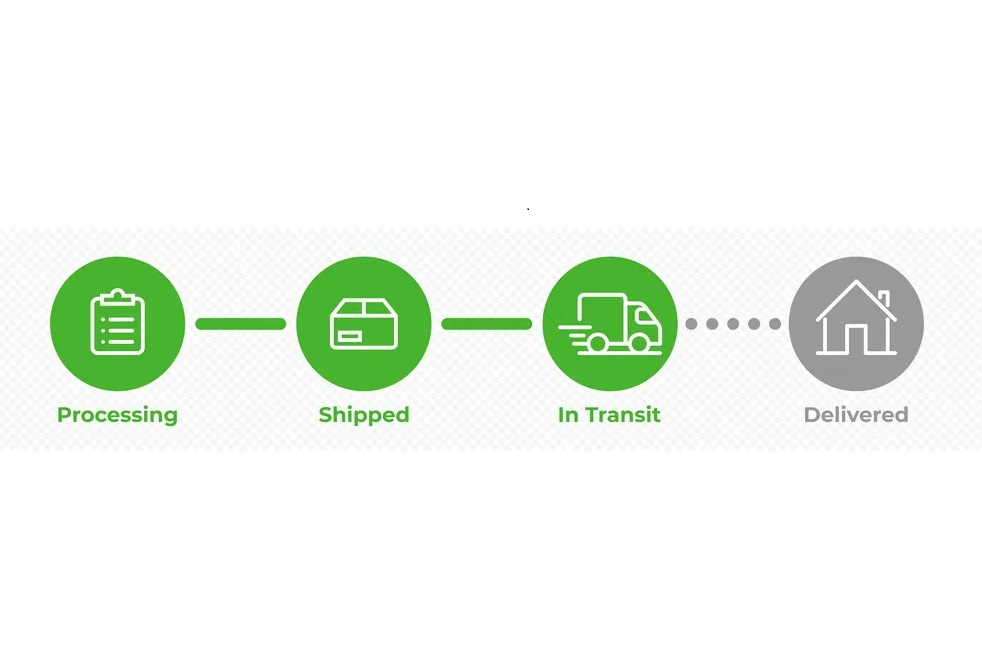 Processing
Shipped
In Transit
Delivered